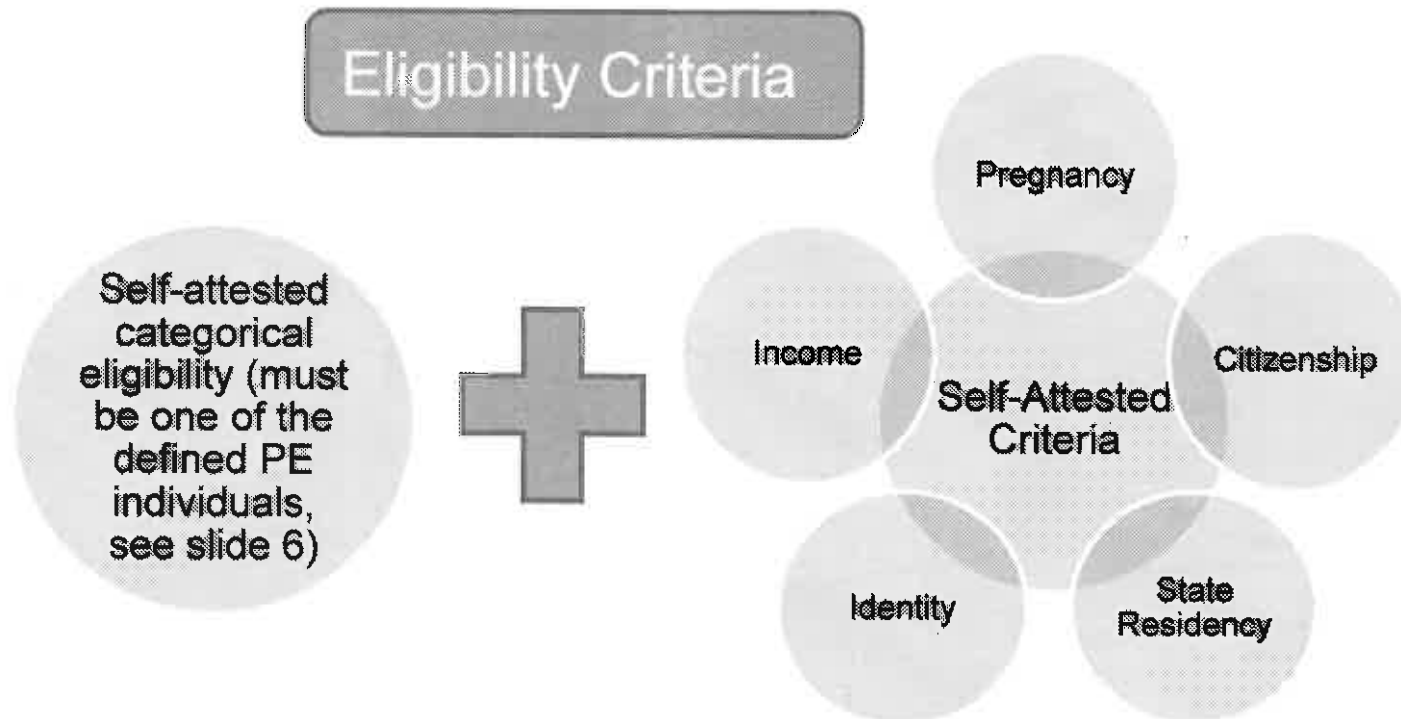 Eligibility Criteria
Self-attested
categorical
eligibility (must
be one of the
defined PE
individuals,
see slide 6)
Pregnancy
Income
Citizenship
Self-Attested
Criteria
Identity
State
Residency